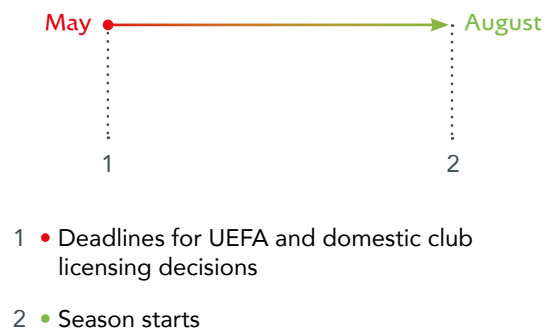 May August
1 2
1 • Deadlines for UEFA and domestic club
licensing decisions
2 • Season starts